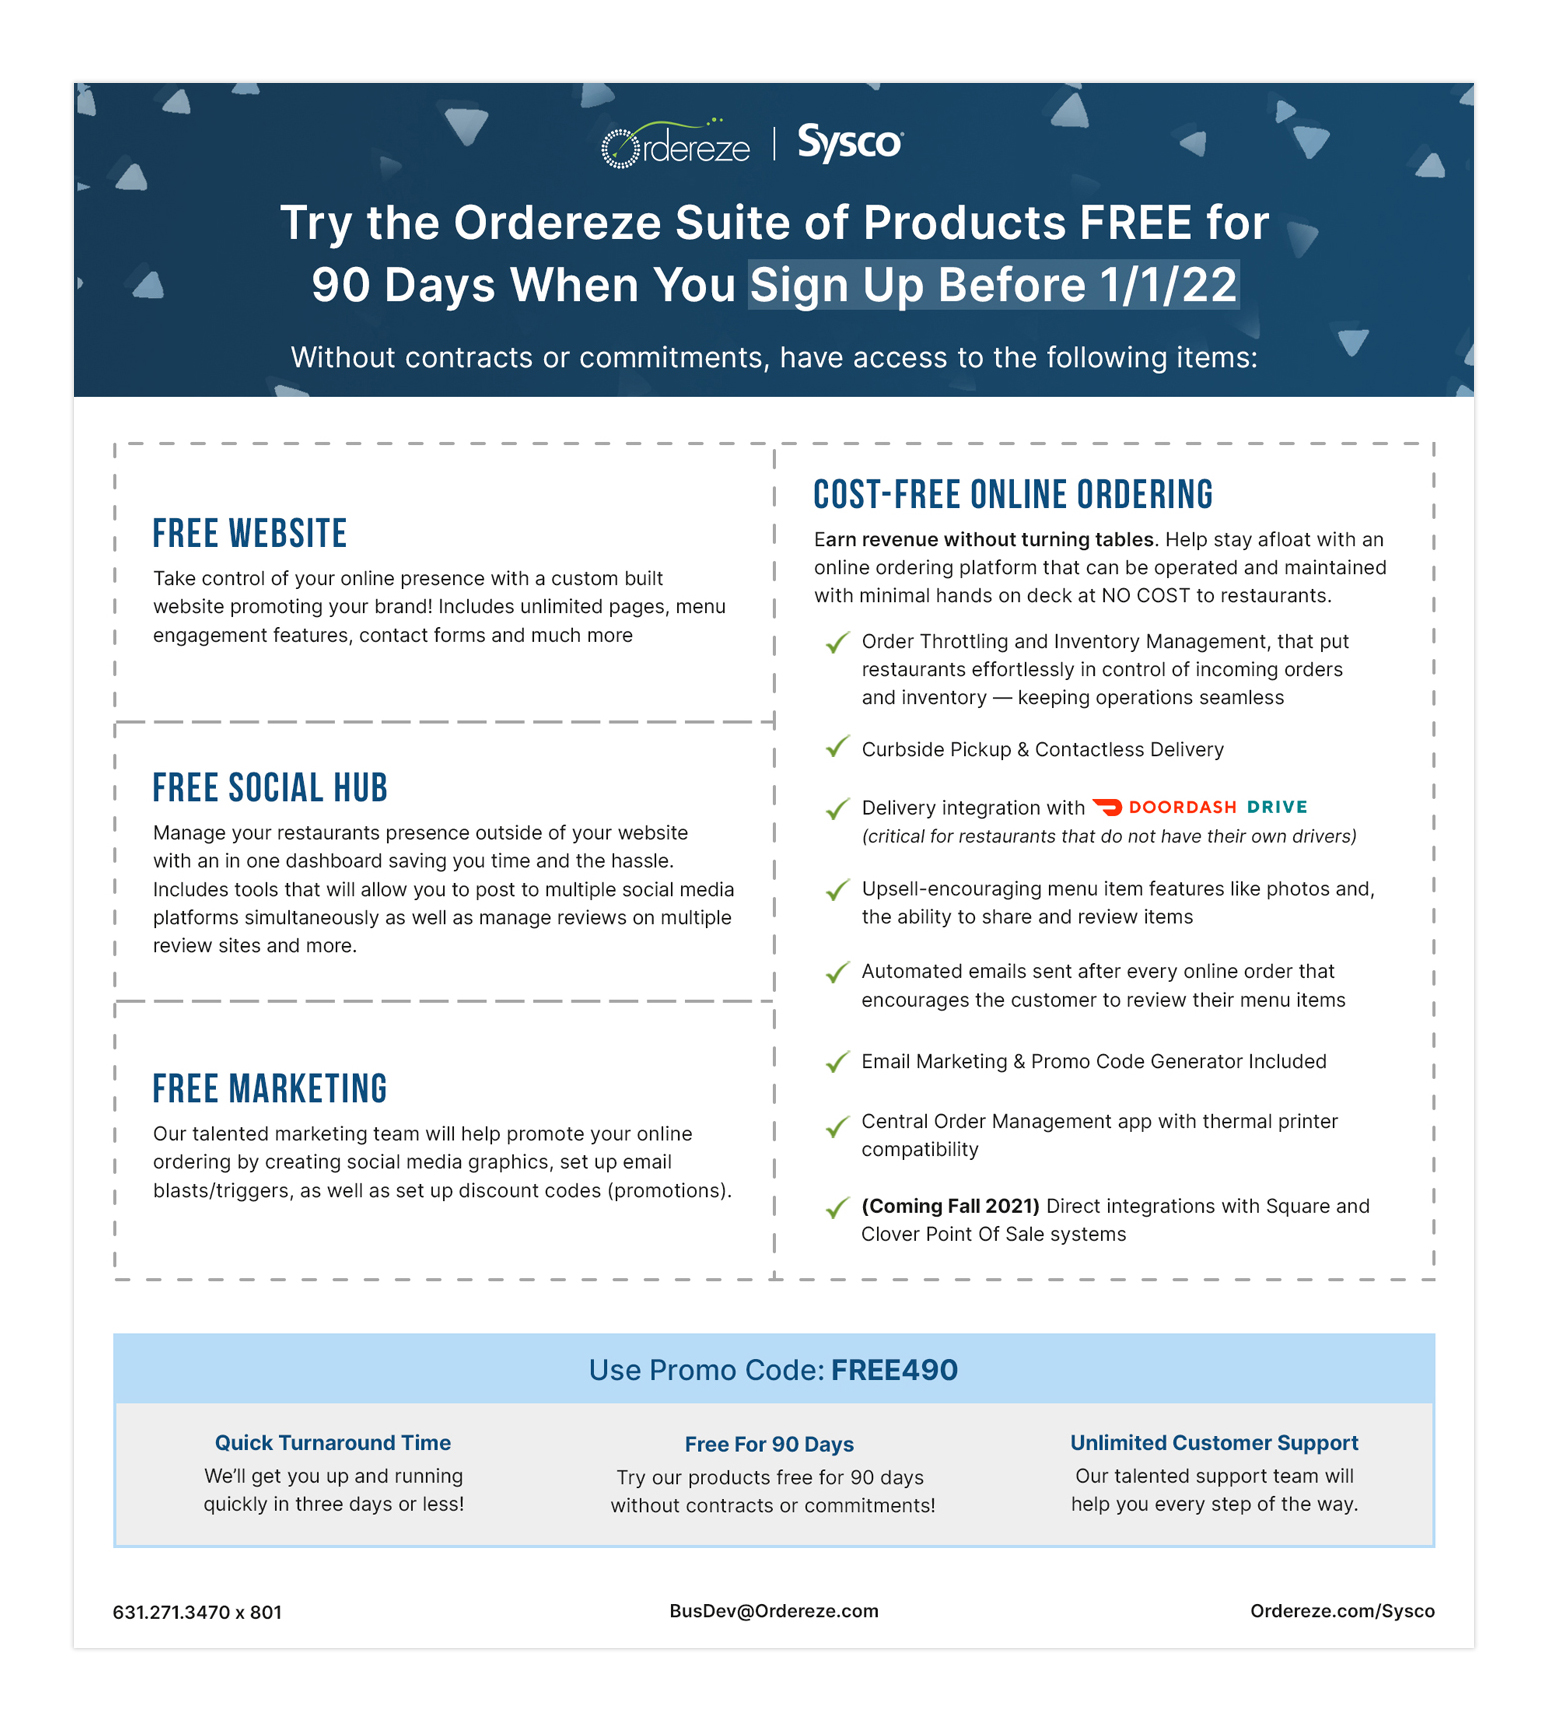 Ordereze | Sysco
Try the Ordereze Suite of Products FREE for
90 Days When You Sign Up Before 1/1/22
Without contracts or commitments, have access to the following items:
FREE WEBSITE
Take control of your online presence with a custom built
website promoting your brand! Includes unlimited pages, menu
engagement features, contact forms and much more
FREE SOCIAL HUB
Manage your restaurants presence outside of your website
with an in one dashboard saving you time and the hassle.
Includes tools that will allow you to post to multiple social media
platforms simultaneously as well as manage reviews on multiple
review sites and more.
FREE MARKETING
Our talented marketing team will help promote your online
ordering by creating social media graphics, set up email
blasts/triggers, as well as set up discount codes (promotions).
COST-FREE ONLINE ORDERING
Earn revenue without turning tables. Help stay afloat with an
online ordering platform that can be operated and maintained
with minimal hands on deck at NO COST to restaurants.
Order Throttling and Inventory Management, that put
restaurants effortlessly in control of incoming orders
and inventory — keeping operations seamless
Curbside Pickup & Contactless Delivery
Delivery integration with DOORDASH DRIVE
(critical for restaurants that do not have their own drivers)
Upsell-encouraging menu item features like photos and,
the ability to share and review items
Automated emails sent after every online order that
encourages the customer to review their menu items
Email Marketing & Promo Code Generator Included
Central Order Management app with thermal printer
compatibility
(Coming Fall 2021) Direct integrations with Square and
Clover Point Of Sale systems
Use Promo Code: FREE490
Quick Turnaround Time
We'll get you up and running
quickly in three days or less!
Free For 90 Days
Try our products free for 90 days
without contracts or commitments!
Unlimited Customer Support
Our talented support team will
help you every step of the way.
631.271.3470 x 801
BusDev@Ordereze.com
Ordereze.com/Sysco